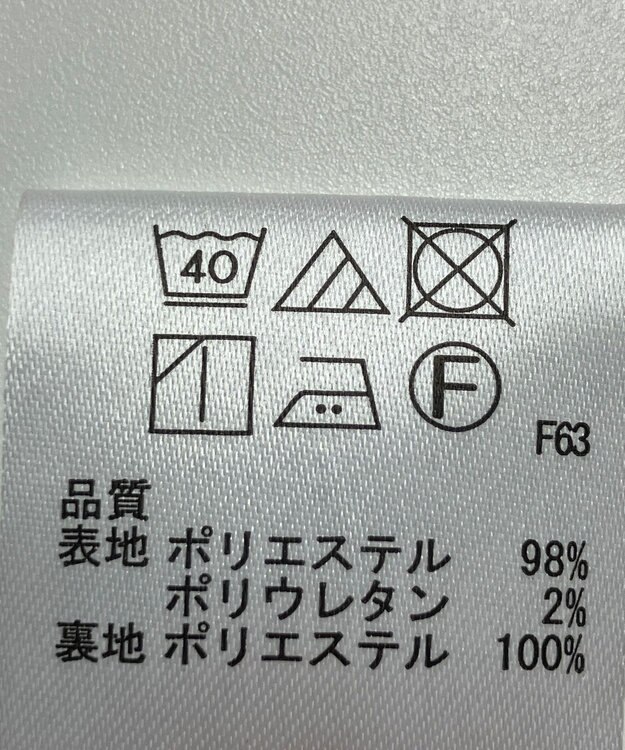 40
F
F63
品質
表地 ポリエステル 98%
ポリウレタン 2%
裏地 ポリエステル 100%